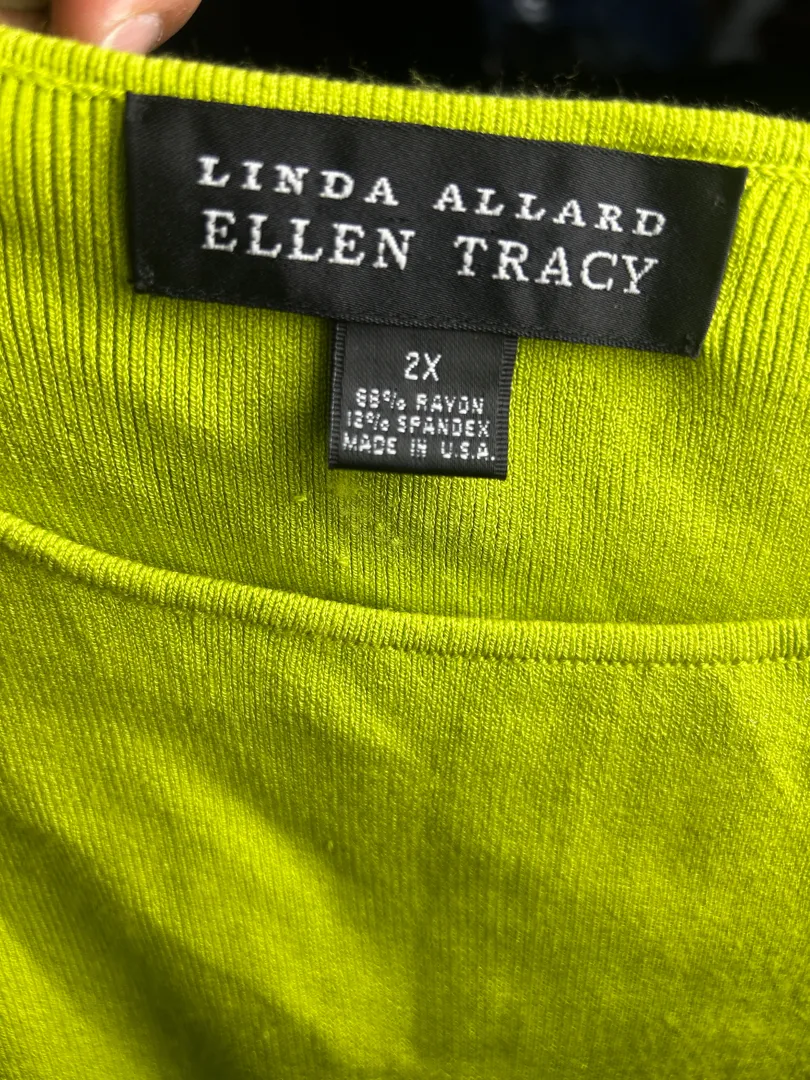 LINDA ALLARD
ELLEN TRACY
2X
88% RAYON
12% SPANDEX
MADE IN U.S.A.